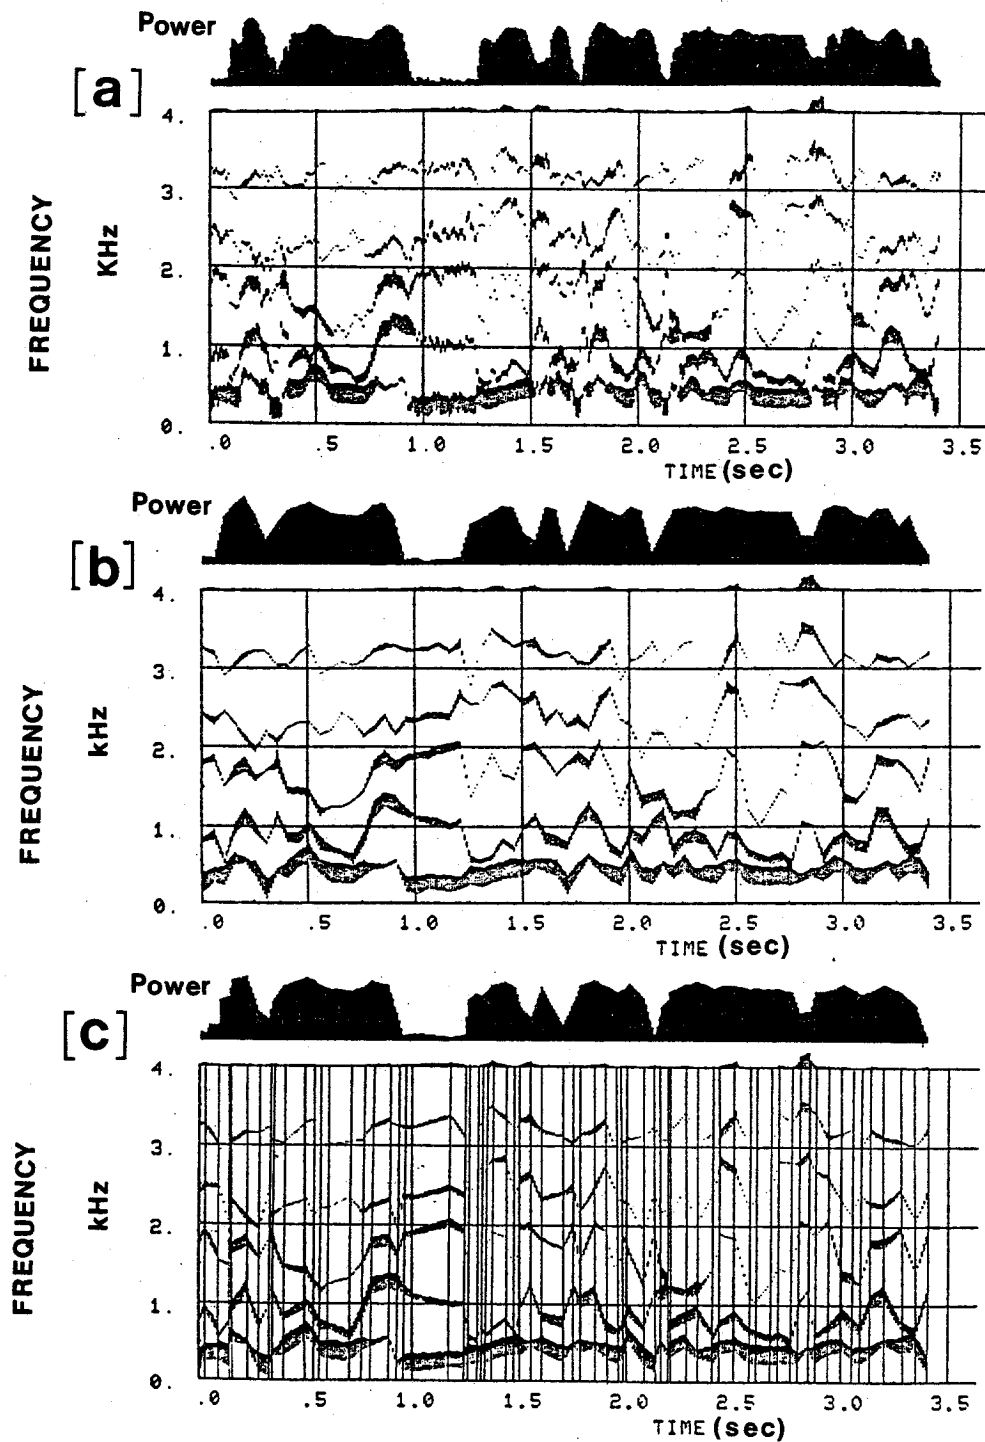 Power
[a]
4.
3.
2.
1.
0.
FREQUENCY
KHz
.0 .5 1.0 1.5 2.0 2.5 3.0 3.5
TIME (sec)
Power
[b]
4.
3.
2.
1.
0.
FREQUENCY
kHz
.0 .5 1.0 1.5 2.0 2.5 3.0 3.5
TIME (sec)
Power
[c]
4.
3.
2.
1.
0.
FREQUENCY
kHz
.0 .5 1.0 1.5 2.0 2.5 3.0 3.5
TIME (sec)